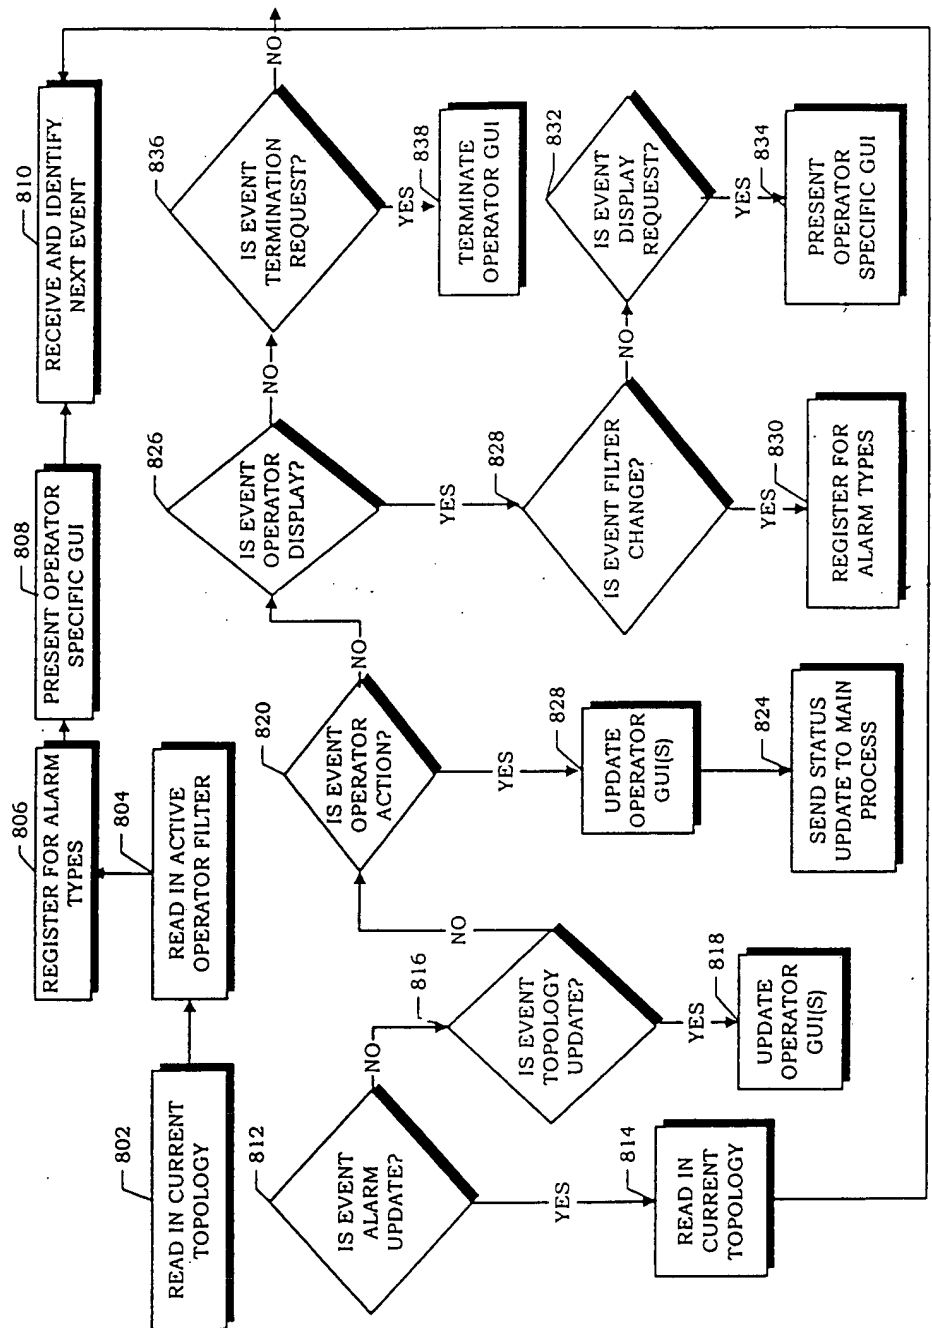 802
READ IN CURRENT
TOPOLOGY
804
READ IN ACTIVE
OPERATOR FILTER
806
REGISTER FOR ALARM
TYPES
808
PRESENT OPERATOR
SPECIFIC GUI
810
RECEIVE AND IDENTIFY
NEXT EVENT
812
IS EVENT
ALARM
UPDATE?
NO
YES
814
READ IN
CURRENT
TOPOLOGY
816
IS EVENT
TOPOLOGY
UPDATE?
NO
YES
818
UPDATE
OPERATOR
GUI(S)
820
IS EVENT
OPERATOR
ACTION?
NO
YES
828
UPDATE
OPERATOR
GUI(S)
824
SEND STATUS
UPDATE TO MAIN
PROCESS
826
IS EVENT
OPERATOR
DISPLAY?
NO
YES
828
IS EVENT FILTER
CHANGE?
NO
YES
830
REGISTER FOR
ALARM TYPES
832
IS EVENT
DISPLAY
REQUEST?
YES
834
PRESENT
OPERATOR
SPECIFIC GUI
836
IS EVENT
TERMINATION
REQUEST?
NO
YES
838
TERMINATE
OPERATOR GUI